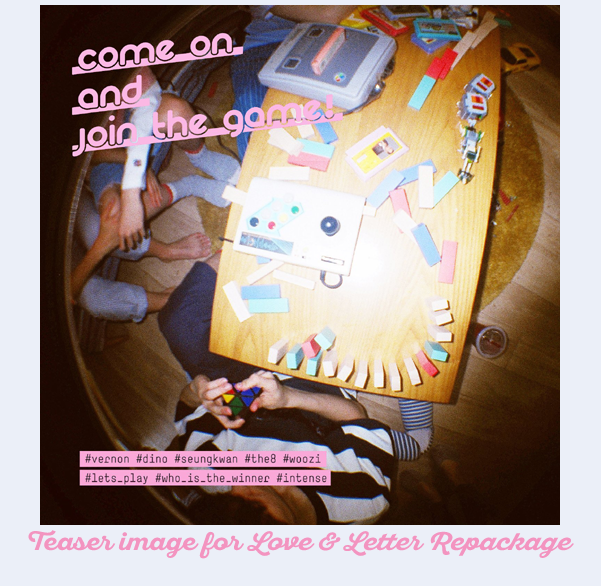 come on
and
join the game!
#vernon #dino #seungkwan #the8 #woozi
#lets_play #who_is_the_winner #intense
Teaser image for Love & Letter Repackage